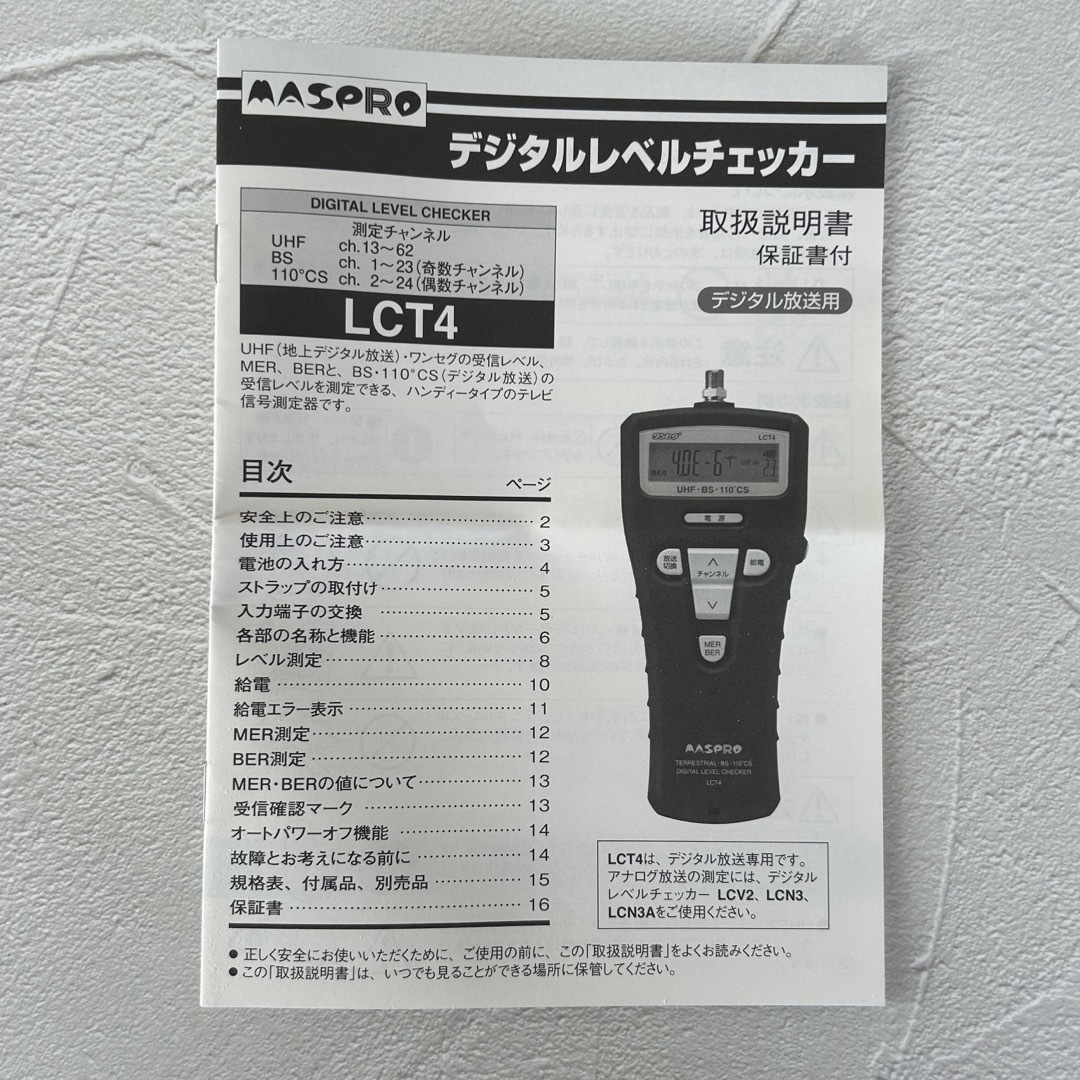 MASPRO
デジタルレベルチェッカー
DIGITAL LEVEL CHECKER
測定チャンネル
UHF ch.13～62
BS ch. 1～23(奇数チャンネル)
110°CS ch. 2～24(偶数チャンネル)
LCT4
取扱説明書
保証書付
デジタル放送用
UHF(地上デジタル放送)・ワンセグの受信レベル、
MER、BERと、BS・110°CS(デジタル放送)の
受信レベルを測定できる、ハンディータイプのテレビ
信号測定器です。
目次
ページ
安全上のご注意 2
使用上のご注意 3
電池の入れ方 4
ストラップの取付け 5
入力端子の交換 5
各部の名称と機能 6
レベル測定 8
給電 10
給電エラー表示 11
MER測定 12
BER測定 12
MER・BERの値について 13
受信確認マーク 13
オートパワーオフ機能 14
故障とお考えになる前に 14
規格表、付属品、別売品 15
保証書 16
ワンセグ LCT4
BER 4.0E-6 UHF ch. 23
UHF・BS・110°CS
電源
放送
切換
チャンネル
給電
MER
BER
MASPRO
TERRESTRIAL・BS・110°CS
DIGITAL LEVEL CHECKER
LCT4
LCT4は、デジタル放送専用です。
アナログ放送の測定には、デジタル
レベルチェッカー LCV2、LCN3、
LCN3Aをご使用ください。
● 正しく安全にお使いいただくために、ご使用の前に、この「取扱説明書」をよくお読みください。
● この「取扱説明書」は、いつでも見ることができる場所に保管してください。